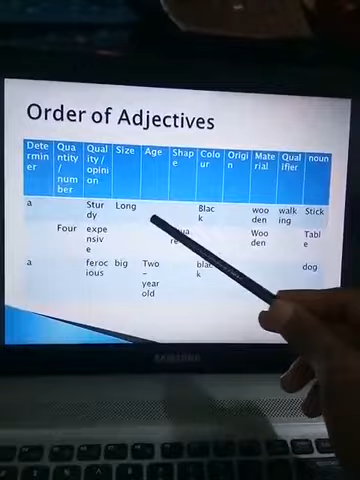 Order of Adjectives
Dete
rmin
er
Qua
ntity
/
num
ber
Qual
ity/
opini
on
Size
Age
Shap
e
Colo
ur
Origi
n
Mate
rial
Qual
ifier
noun
a
Stur
dy
Long
Blac
k
woo
den
walk
ing
Stick
Four
expe
nsiv
e
re
Woo
den
Tabl
e
a
feroc
ious
big
Two
-
year
old
blac
k
dog
SAMSUNG